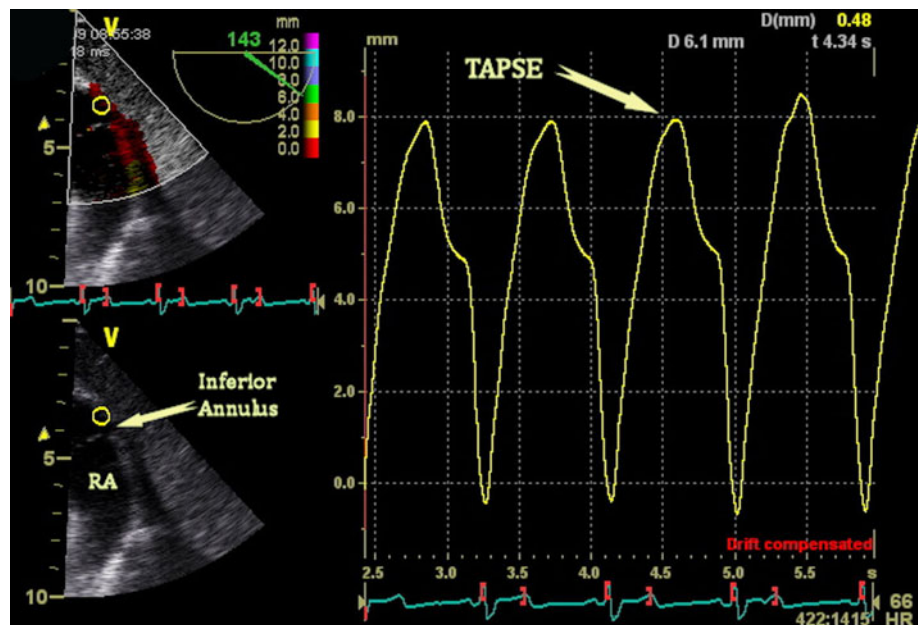 V
9 08:55:38
18 ms
143
mm
12.0
10.0
8.0
6.0
4.0
2.0
0.0
5
10
V
Inferior
Annulus
5
RA
10
D(mm) 0.48
D 6.1 mm t 4.34 s
mm
TAPSE
8.0
6.0
4.0
2.0
0.0
Drift compensated
2.5 3.0 3.5 4.0 4.5 5.0 5.5 s
66
422:1415 HR